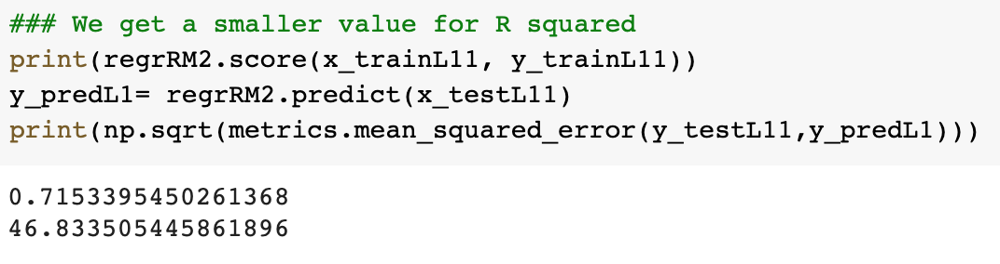 ### We get a smaller value for R squared
print(regrRM2.score(x_trainL11, y_trainL11))
y_predL1= regrRM2.predict(x_testL11)
print(np.sqrt(metrics.mean_squared_error(y_testL11,y_predL1)))
0.7153395450261368
46.833505445861896